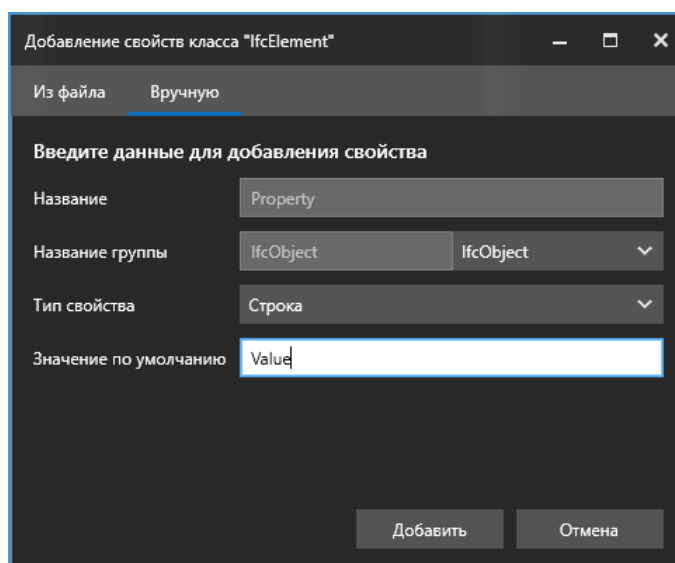 Добавление свойств класса "IfcElement"
Из файла Вручную
Введите данные для добавления свойства
Название Property
Название группы IfcObject IfcObject
Тип свойства Строка
Значение по умолчанию Value
Добавить Отмена